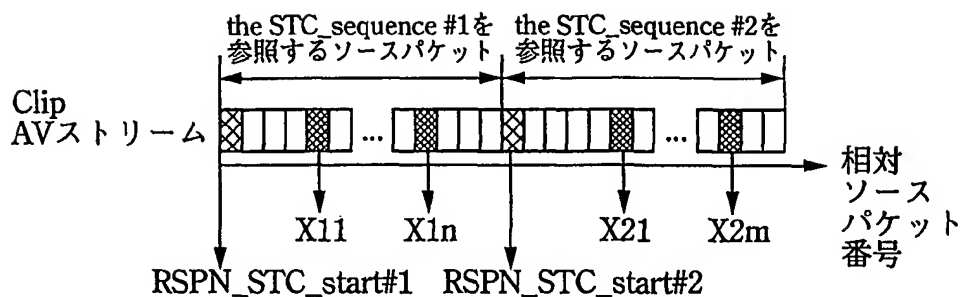 the STC_sequence #1を
参照するソースパケット
the STC_sequence #2を
参照するソースパケット
Clip
AVストリーム
...
...
相対
ソース
パケット
番号
X11
X1n
X21
X2m
RSPN_STC_start#1
RSPN_STC_start#2